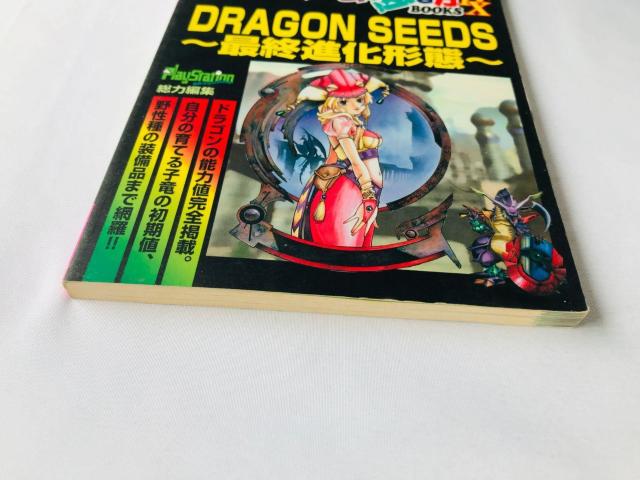 BOOKS
DRAGON SEEDS
～最終進化形態～
PlayStation
総力編集
ドラゴンの能力値完全掲載。
自分の育てる子竜の初期値、
野性種の装備品まで網羅!!